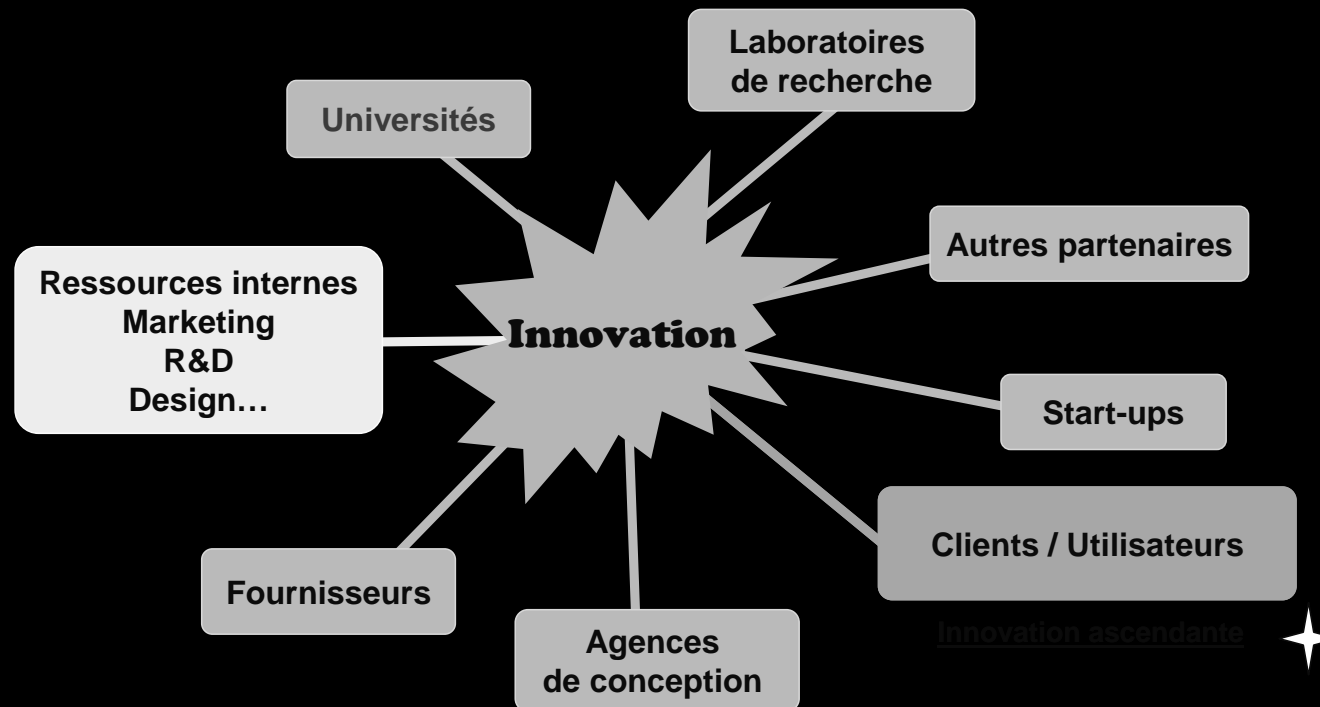 Laboratoires
de recherche
Universités
Autres partenaires
Ressources internes
Marketing
R&D
Design…
Innovation
Start-ups
Clients / Utilisateurs
Fournisseurs
Innovation ascendante
Agences
de conception